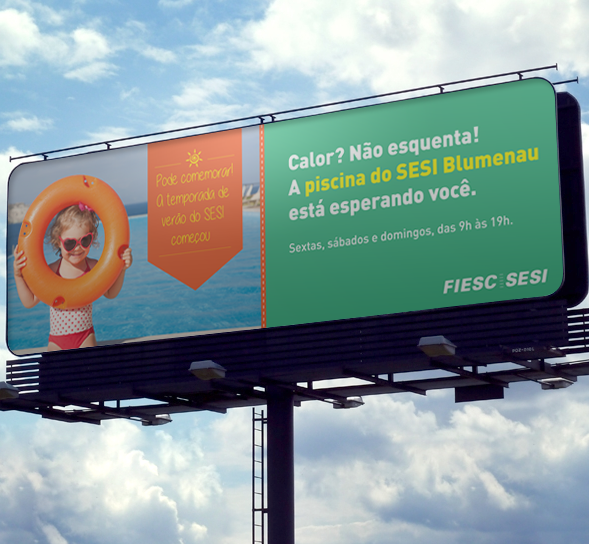 Pode comemorar!
A temporada de
verão do SESI
começou
Calor? Não esquenta!
A piscina do SESI Blumenau
está esperando você.
Sextas, sábados e domingos, das 9h às 19h.
FIESC SESI